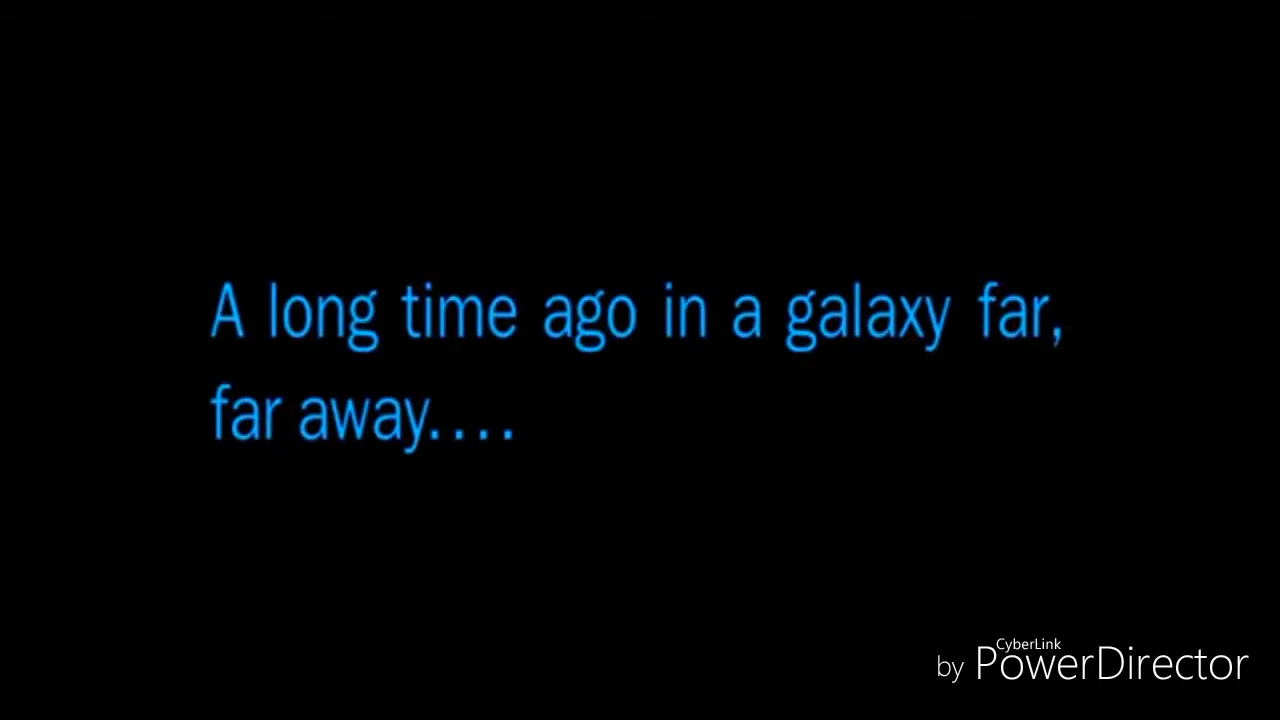 A long time ago in a galaxy far,
far away....
CyberLink
by PowerDirector